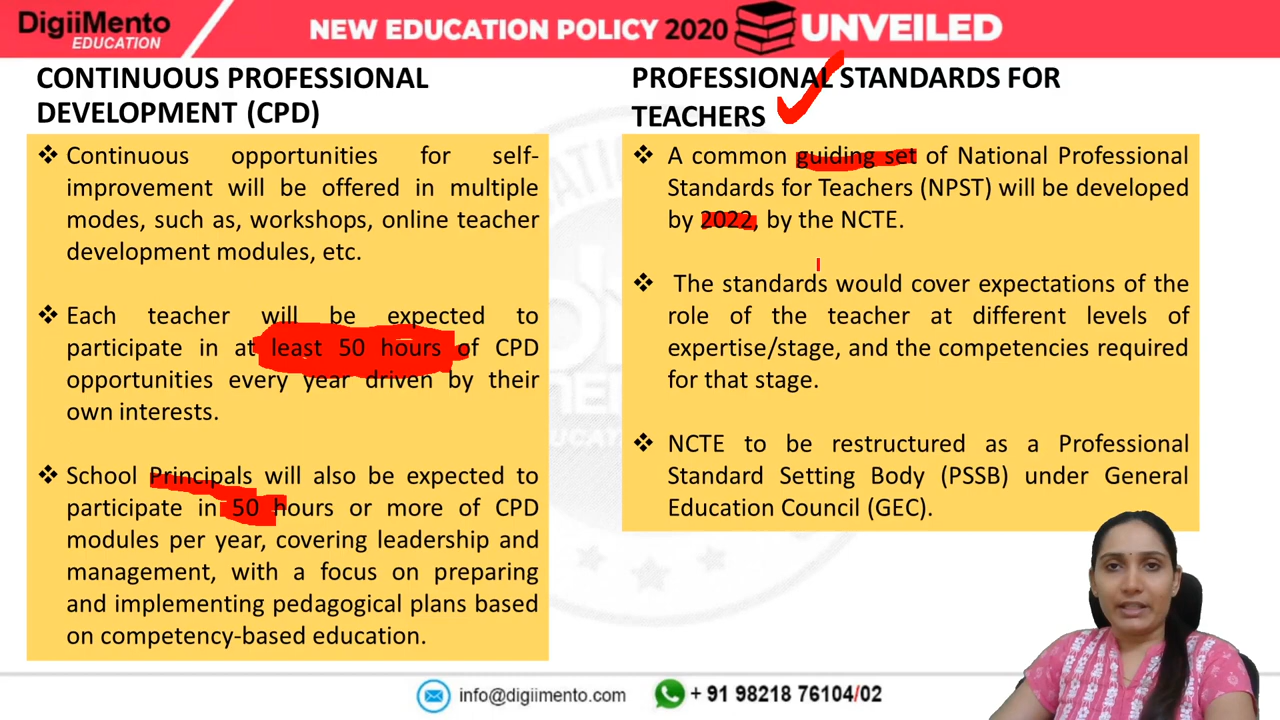 DigiiMento
EDUCATION
NEW EDUCATION POLICY 2020 UNVEILED
CONTINUOUS PROFESSIONAL
DEVELOPMENT (CPD)
❖ Continuous opportunities for self-
improvement will be offered in multiple
modes, such as, workshops, online teacher
development modules, etc.
❖ Each teacher will be expected to
participate in at least 50 hours of CPD
opportunities every year driven by their
own interests.
❖ School Principals will also be expected to
participate in 50 hours or more of CPD
modules per year, covering leadership and
management, with a focus on preparing
and implementing pedagogical plans based
on competency-based education.
PROFESSIONAL STANDARDS FOR
TEACHERS
❖ A common guiding set of National Professional
Standards for Teachers (NPST) will be developed
by 2022, by the NCTE.
❖ The standards would cover expectations of the
role of the teacher at different levels of
expertise/stage, and the competencies required
for that stage.
❖ NCTE to be restructured as a Professional
Standard Setting Body (PSSB) under General
Education Council (GEC).
info@digiimento.com
+ 91 98218 76104/02